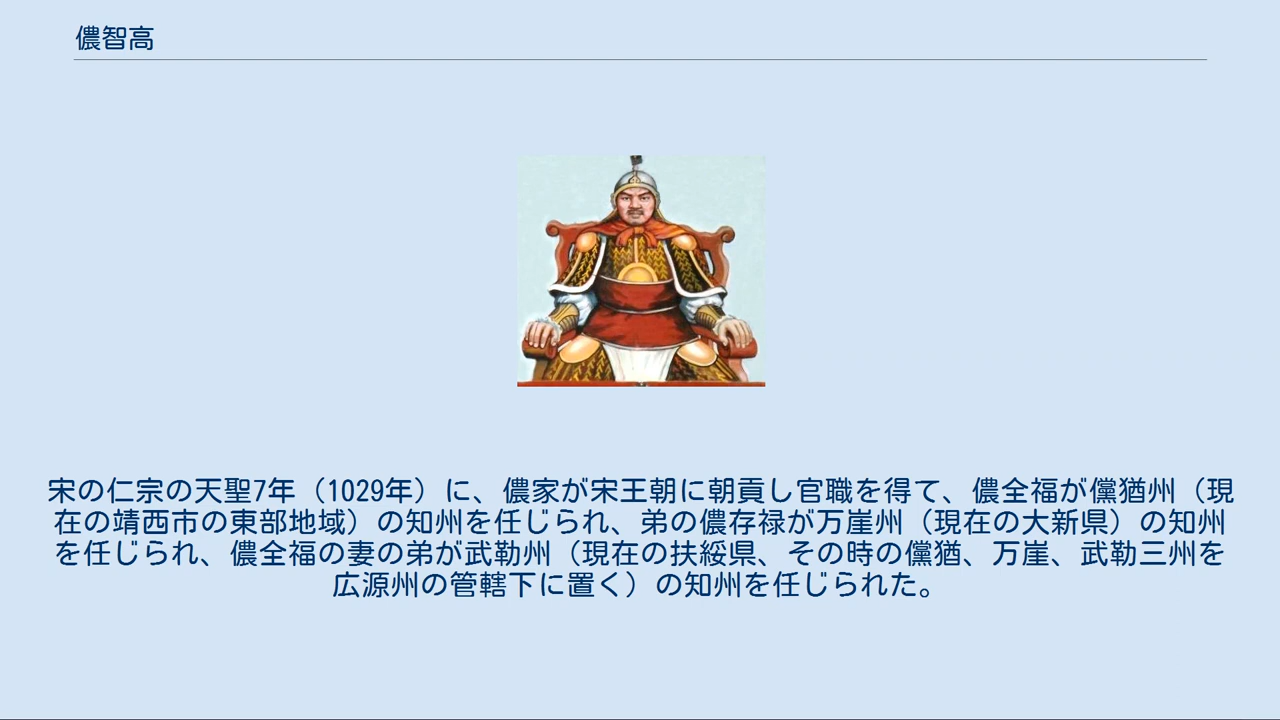 儂智高
宋の仁宗の天聖7年（1029年）に、儂家が宋王朝に朝貢し官職を得て、儂全福が儻猶州（現
在の靖西市の東部地域）の知州を任じられ、弟の儂存禄が万崖州（現在の大新県）の知州
を任じられ、儂全福の妻の弟が武勒州（現在の扶綏県、その時の儻猶、万崖、武勒三州を
広源州の管轄下に置く）の知州を任じられた。